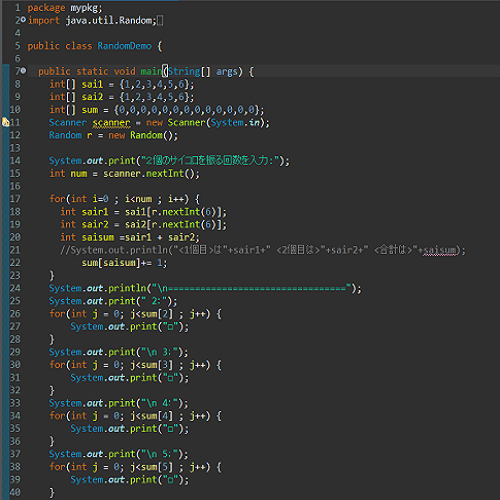 1 package mypkg;
2 import java.util.Random;
4
5 public class RandomDemo {
6
7 public static void main(String[] args) {
8 int[] sai1 = {1,2,3,4,5,6};
9 int[] sai2 = {1,2,3,4,5,6};
10 int[] sum = {0,0,0,0,0,0,0,0,0,0,0,0,0};
11 Scanner scanner = new Scanner(System.in);
12 Random r = new Random();
13
14 System.out.print("2個のサイコロを振る回数を入力:");
15 int num = scanner.nextInt();
16
17 for(int i=0 ; i<num ; i++) {
18 int sair1 = sai1[r.nextInt(6)];
19 int sair2 = sai2[r.nextInt(6)];
20 int saisum =sair1 + sair2;
21 //System.out.println("<1個目>は"+sair1+" <2個目は>"+sair2+" <合計は>"+saisum);
22 sum[saisum]+= 1;
23 }
24 System.out.println("\n================================");
25 System.out.print(" 2:");
26 for(int j = 0; j<sum[2] ; j++) {
27 System.out.print("□");
28 }
29 System.out.print("\n 3:");
30 for(int j = 0; j<sum[3] ; j++) {
31 System.out.print("□");
32 }
33 System.out.print("\n 4:");
34 for(int j = 0; j<sum[4] ; j++) {
35 System.out.print("□");
36 }
37 System.out.print("\n 5:");
38 for(int j = 0; j<sum[5] ; j++) {
39 System.out.print("□");
40 }